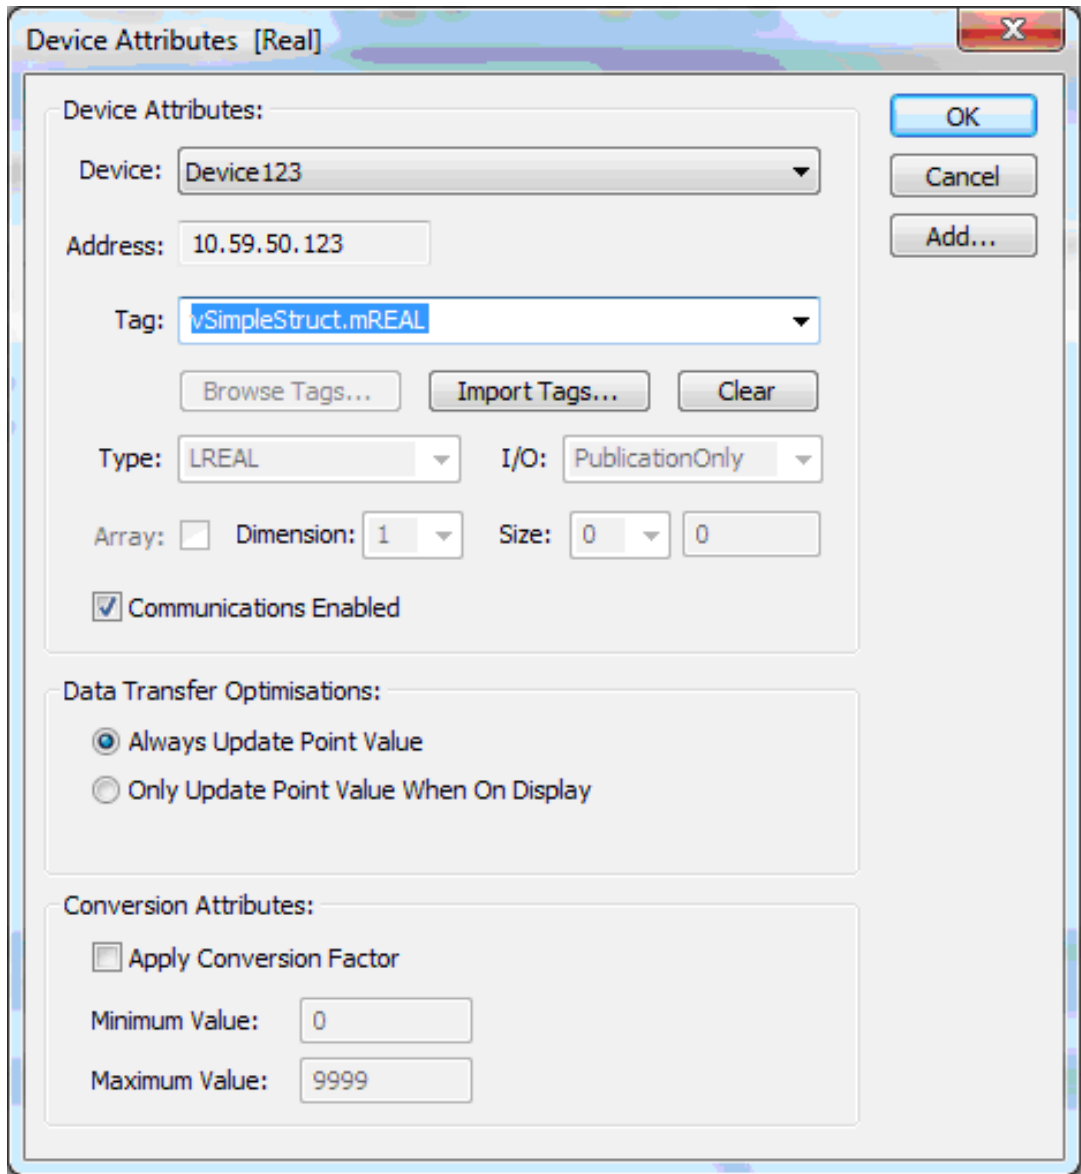 Device Attributes [Real]
Device Attributes:
OK
Device: Device123
Cancel
Address: 10.59.50.123
Add...
Tag: vSimpleStruct.mREAL
Browse Tags... Import Tags... Clear
Type: LREAL I/O: PublicationOnly
Array: Dimension: 1 Size: 0 0
Communications Enabled
Data Transfer Optimisations:
Always Update Point Value
Only Update Point Value When On Display
Conversion Attributes:
Apply Conversion Factor
Minimum Value: 0
Maximum Value: 9999